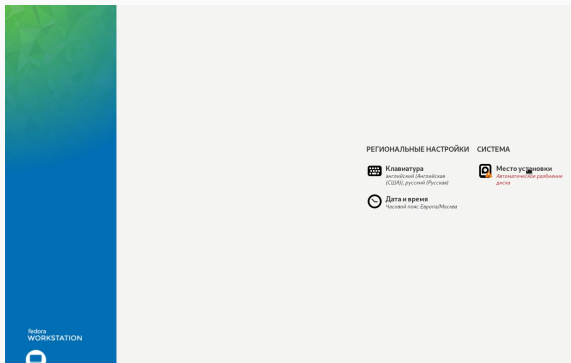 РЕГИОНАЛЬНЫЕ НАСТРОЙКИ
Клавиатура
английский (Английская
(США)), русский (Русская)
Дата и время
Часовой пояс Европа/Москва
СИСТЕМА
Место установки
Автоматическое разбиение
диска
fedora
WORKSTATION